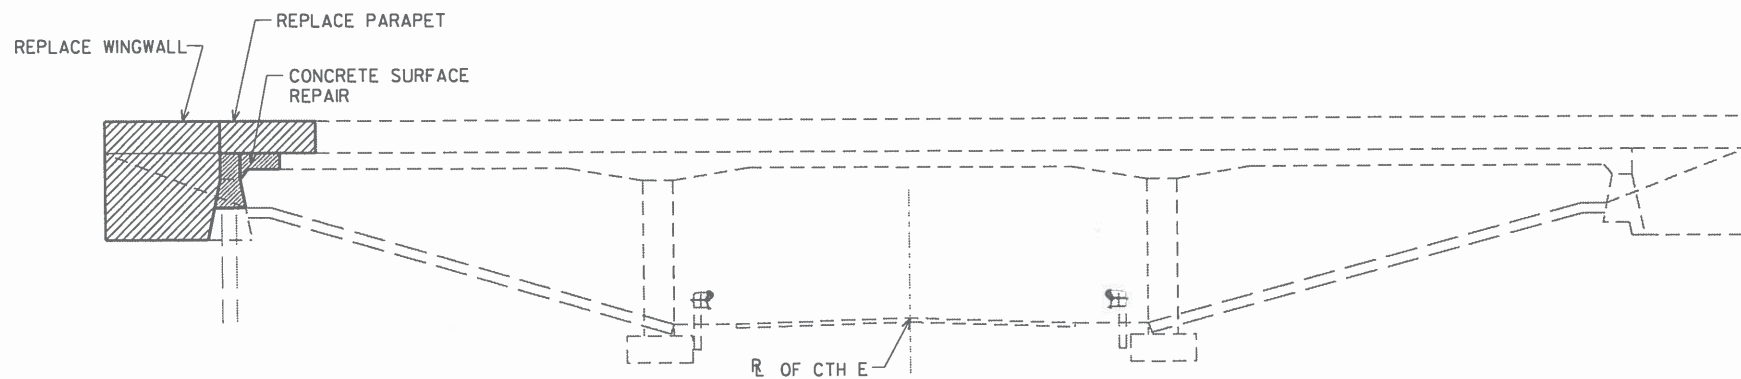 REPLACE PARAPET
REPLACE WINGWALL
CONCRETE SURFACE
REPAIR
℞ OF CTH E